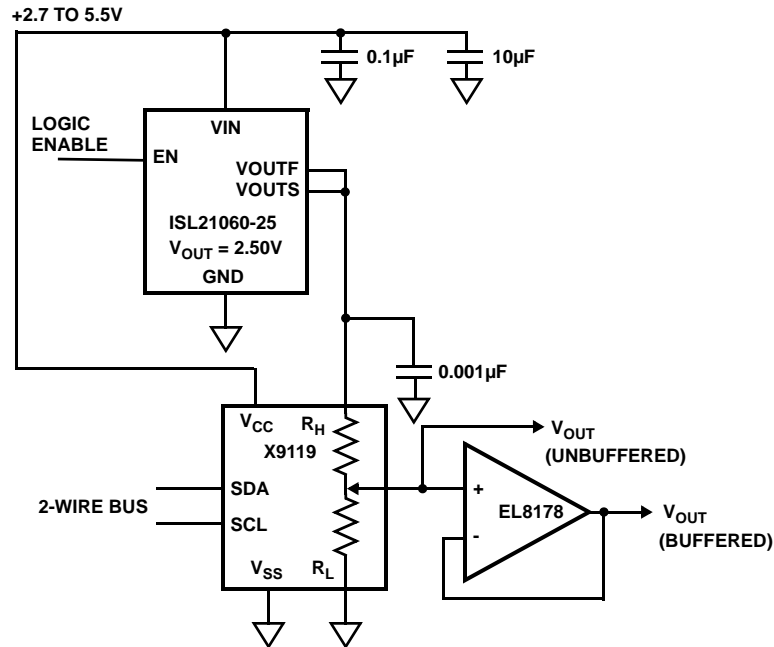 +2.7 TO 5.5V
0.1µF
10µF
LOGIC
ENABLE
VIN
EN
VOUTF
VOUTS
ISL21060-25
VOUT = 2.50V
GND
0.001µF
VCC
RH
X9119
VOUT
(UNBUFFERED)
2-WIRE BUS
SDA
SCL
+
EL8178
-
VOUT
(BUFFERED)
VSS
RL